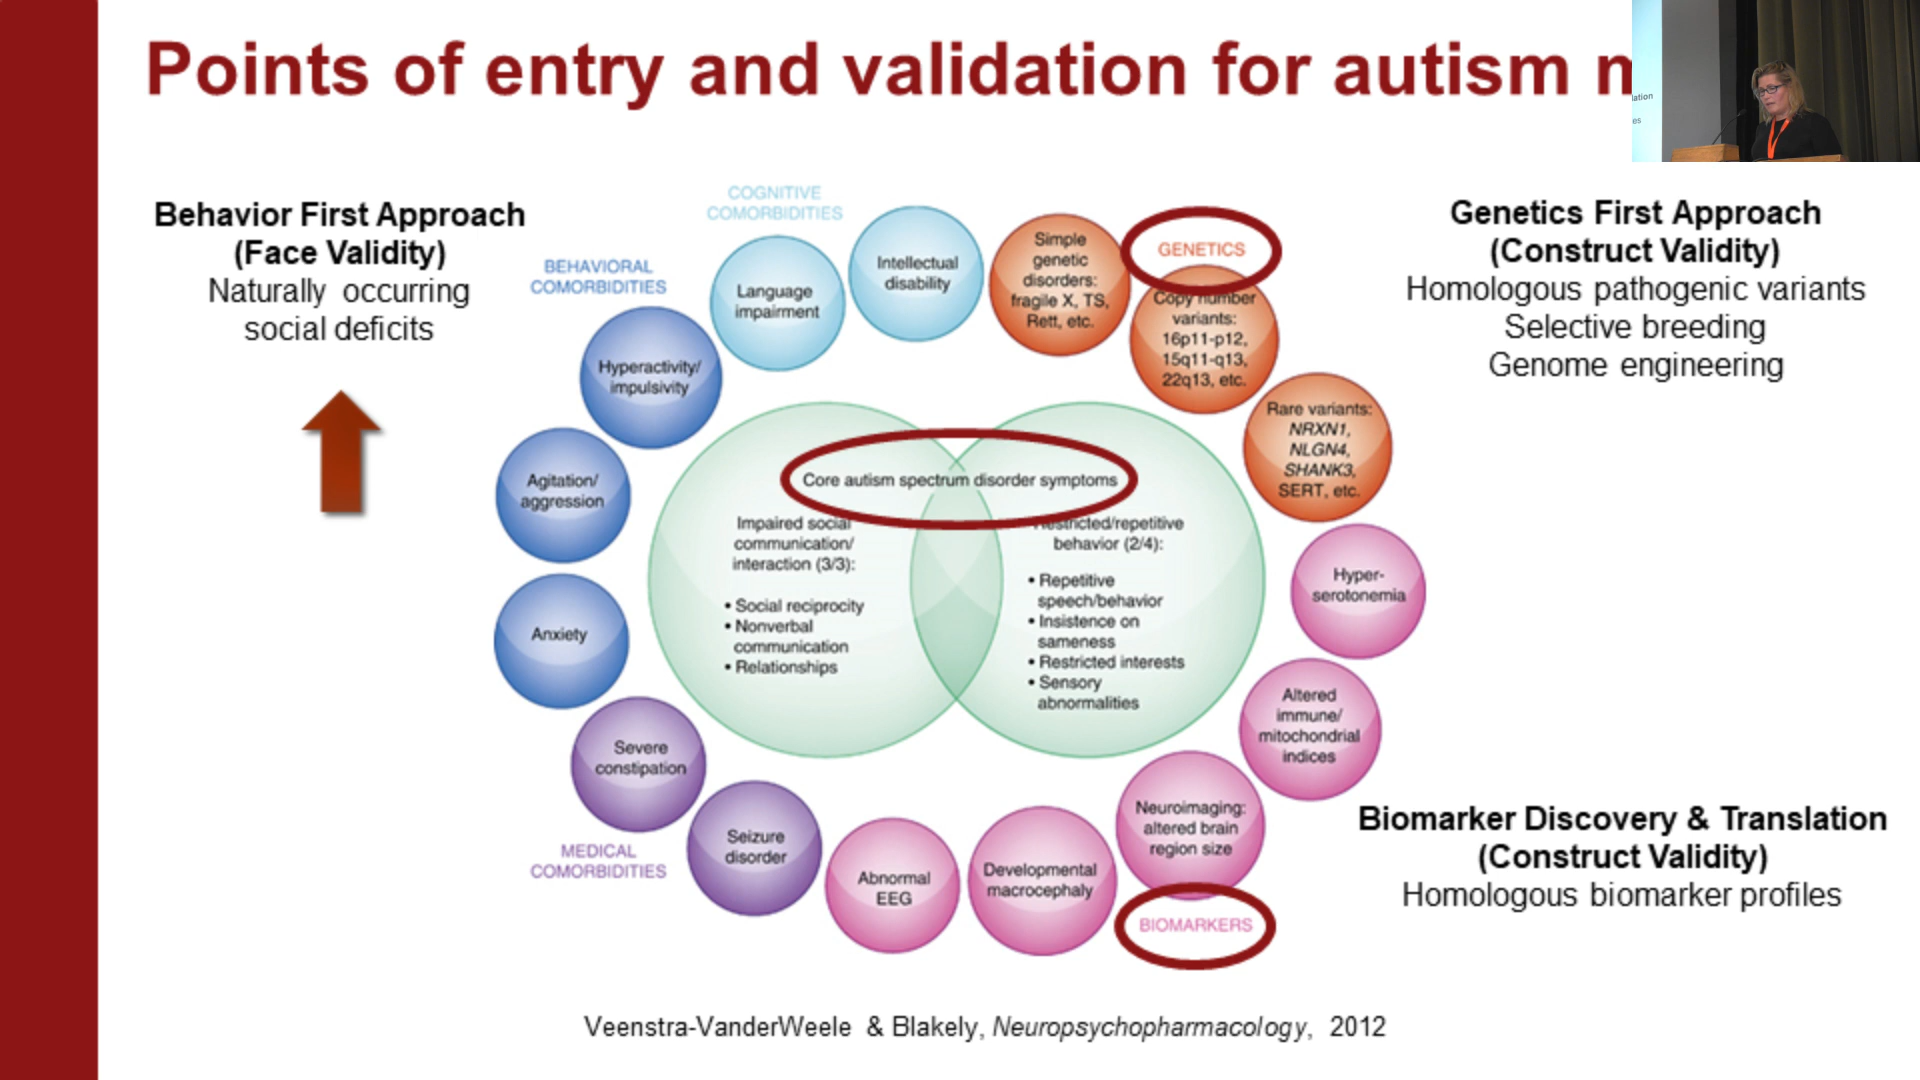 Points of entry and validation for autism
Behavior First Approach
(Face Validity)
Naturally occurring
social deficits
Genetics First Approach
(Construct Validity)
Homologous pathogenic variants
Selective breeding
Genome engineering
COGNITIVE
COMORBIDITIES
BEHAVIORAL
COMORBIDITIES
Language
impairment
Intellectual
disability
Simple
genetic
disorders:
fragile X, TS,
Rett, etc.
GENETICS
Copy number
variants:
16p11-p12,
15q11-q13,
22q13, etc.
Hyperactivity/
impulsivity
Rare variants:
NRXN1,
NLGN4,
SHANK3,
SERT, etc.
Agitation/
aggression
Core autism spectrum disorder symptoms
Impaired social
communication/
interaction (3/3):
• Social reciprocity
• Nonverbal
communication
• Relationships
Restricted/repetitive
behavior (2/4):
• Repetitive
speech/behavior
• Insistence on
sameness
• Restricted interests
• Sensory
abnormalities
Hyper-
serotonemia
Anxiety
Altered
immune/
mitochondrial
indices
Severe
constipation
Neuroimaging:
altered brain
region size
Seizure
disorder
MEDICAL
COMORBIDITIES
Abnormal
EEG
Developmental
macrocephaly
BIOMARKERS
Biomarker Discovery & Translation
(Construct Validity)
Homologous biomarker profiles
Veenstra-VanderWeele & Blakely, Neuropsychopharmacology, 2012